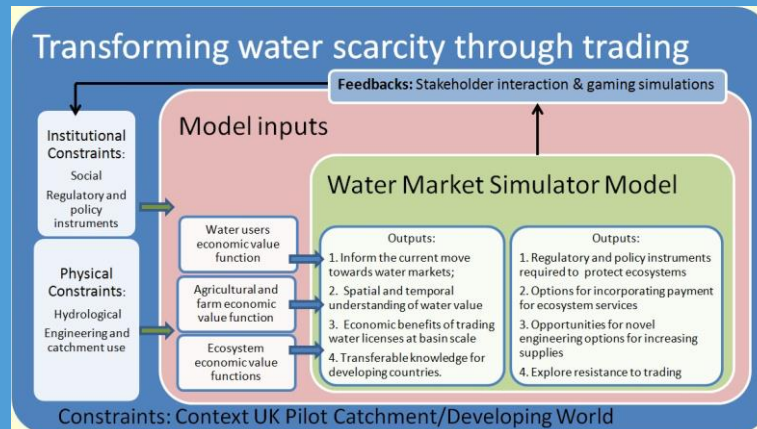 Transforming water scarcity through trading
Feedbacks: Stakeholder interaction & gaming simulations
Institutional
Constraints:
Social
Regulatory and
policy
instruments
Physical
Constraints:
Hydrological
Engineering and
catchment use
Model inputs
Water users
economic value
function
Agricultural and
farm economic
value function
Ecosystem
economic value
functions
Water Market Simulator Model
Outputs:
1. Inform the current move
towards water markets;
2. Spatial and temporal
understanding of water value
3. Economic benefits of trading
water licenses at basin scale
4. Transferable knowledge for
developing countries.
Outputs:
1. Regulatory and policy instruments
required to protect ecosystems
2. Options for incorporating payment
for ecosystem services
3. Opportunities for novel
engineering options for increasing
supplies
4. Explore resistance to trading
Constraints: Context UK Pilot Catchment/Developing World